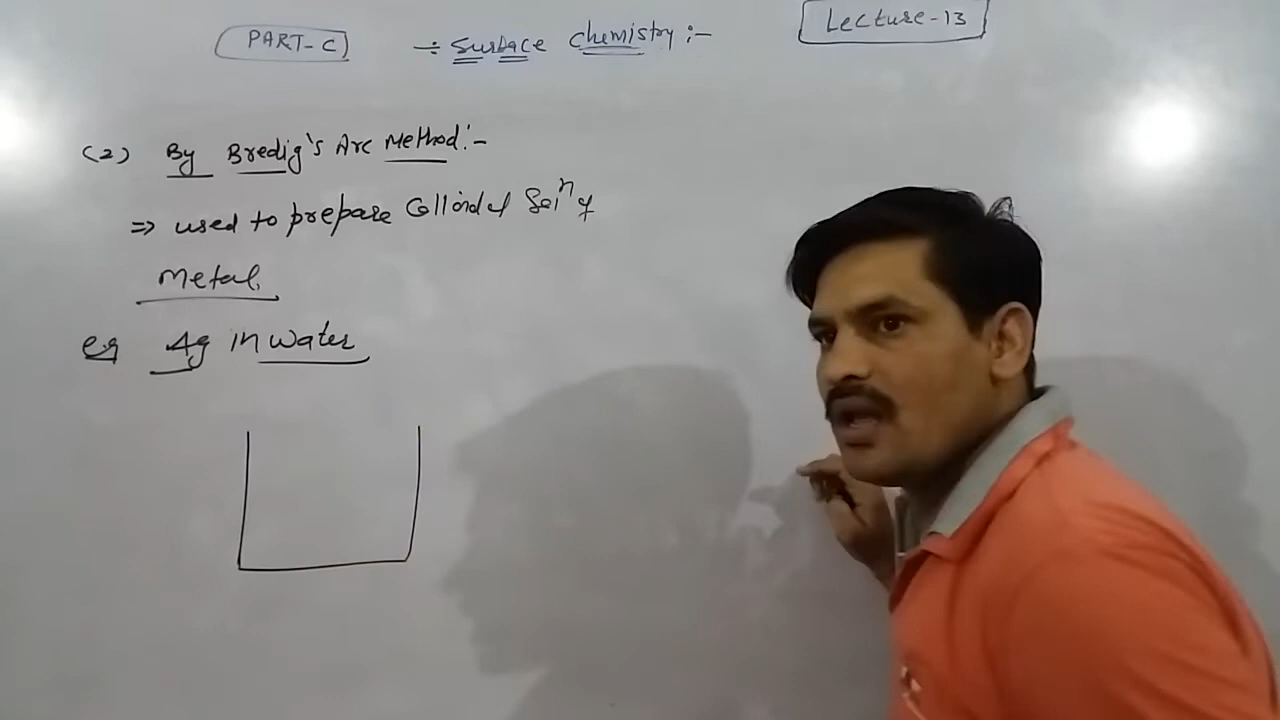 PART-C
÷ Surface Chemistry :-
Lecture-13
(2) By Bredig's Arc Method:-
⇒ used to prepare Colloidal Solⁿ of
Metal.
eg Ag in water